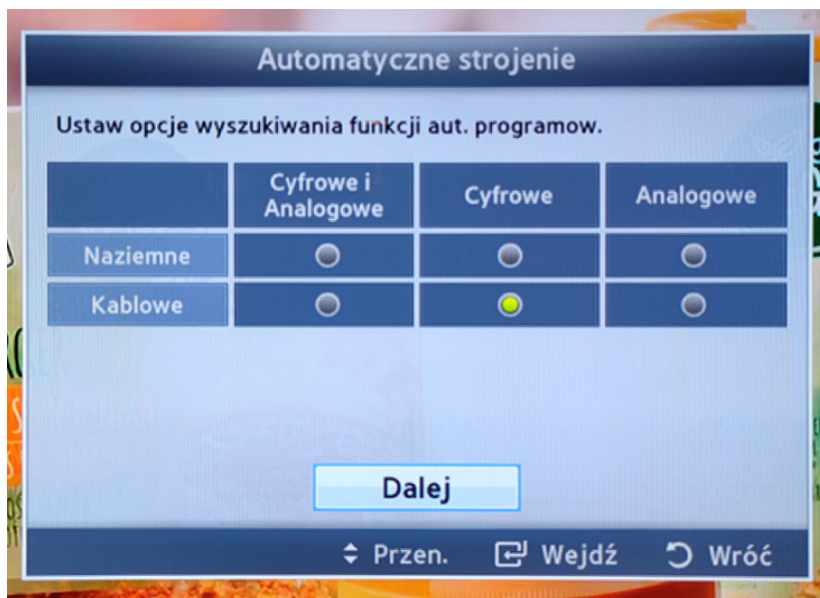 Automatyczne strojenie
Ustaw opcje wyszukiwania funkcji aut. programow.
Cyfrowe i
Analogowe
Cyfrowe
Analogowe
Naziemne
Kablowe
Dalej
Przen. Wejdź Wróć